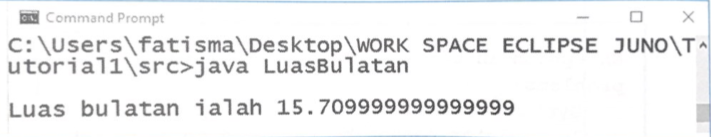 Command Prompt
C:\Users\fatisma\Desktop\WORK SPACE ECLIPSE JUNO\T
utorial1\src>java LuasBulatan
Luas bulatan ialah 15.709999999999999